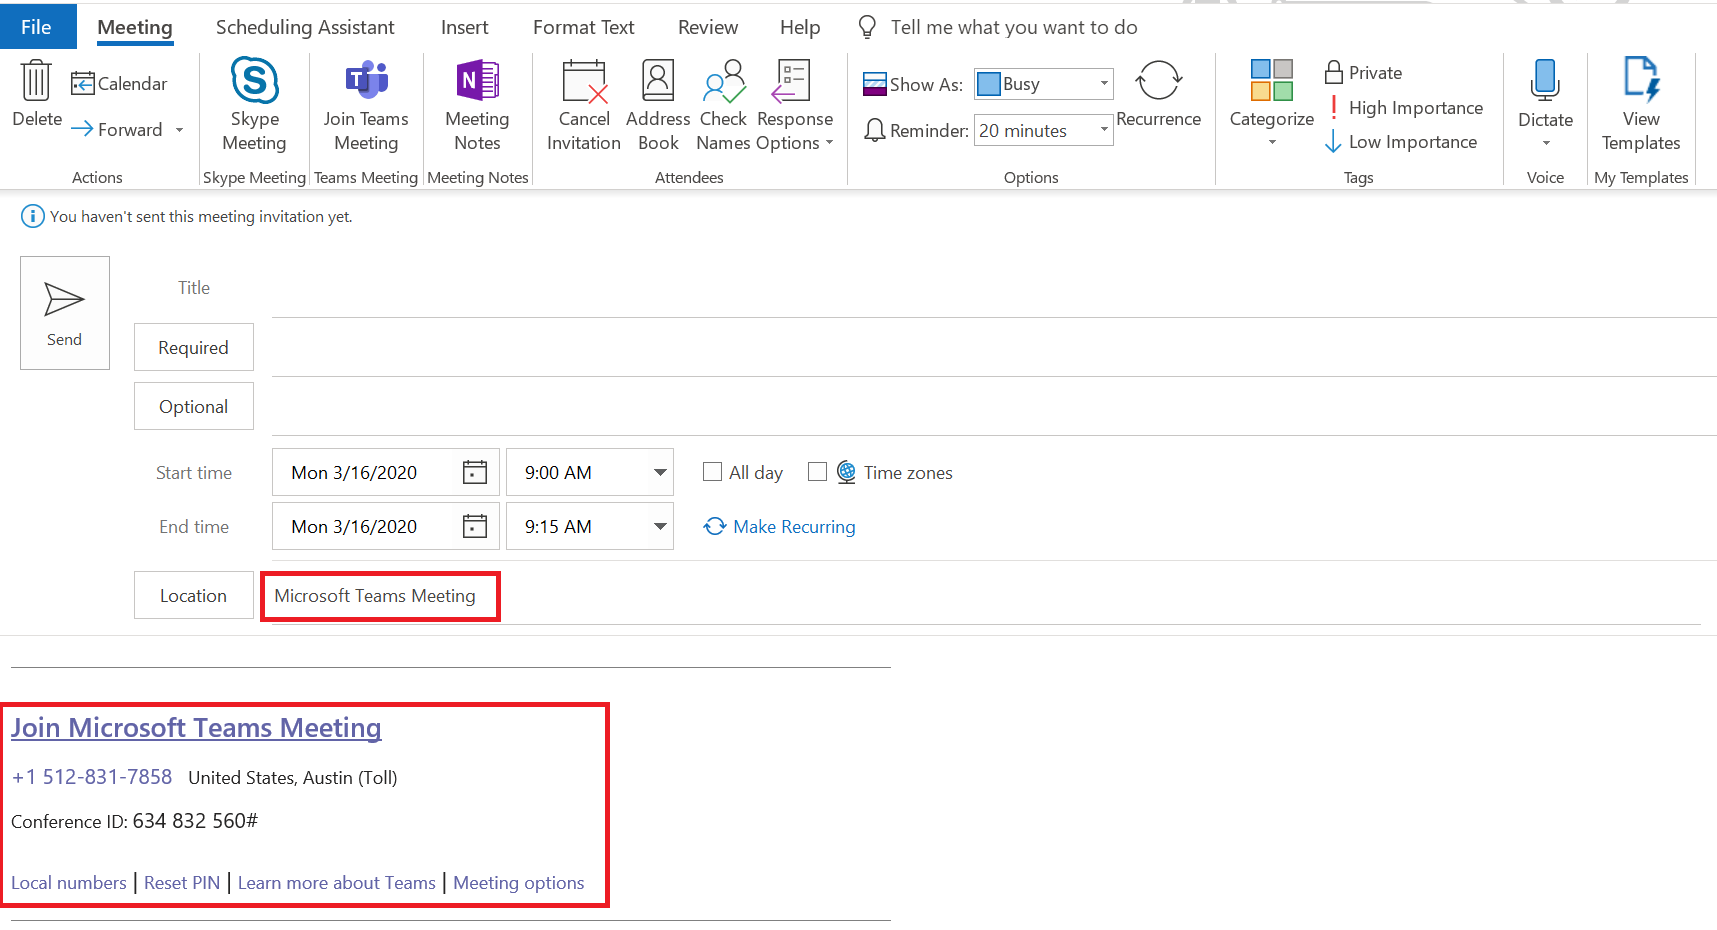 File Meeting Scheduling Assistant Insert Format Text Review Help Tell me what you want to do
Delete
Calendar
Forward
Actions
Skype
Meeting
Skype Meeting
Join Teams
Meeting
Teams Meeting
Meeting
Notes
Meeting Notes
Cancel
Invitation
Address
Book
Check
Names
Response
Options
Attendees
Show As: Busy
Reminder: 20 minutes
Recurrence
Options
Categorize
Private
High Importance
Low Importance
Tags
Dictate
Voice
View
Templates
My Templates
You haven't sent this meeting invitation yet.
Send
Title
Required
Optional
Start time Mon 3/16/2020 9:00 AM All day Time zones
End time Mon 3/16/2020 9:15 AM Make Recurring
Location Microsoft Teams Meeting
Join Microsoft Teams Meeting
+1 512-831-7858 United States, Austin (Toll)
Conference ID: 634 832 560#
Local numbers | Reset PIN | Learn more about Teams | Meeting options